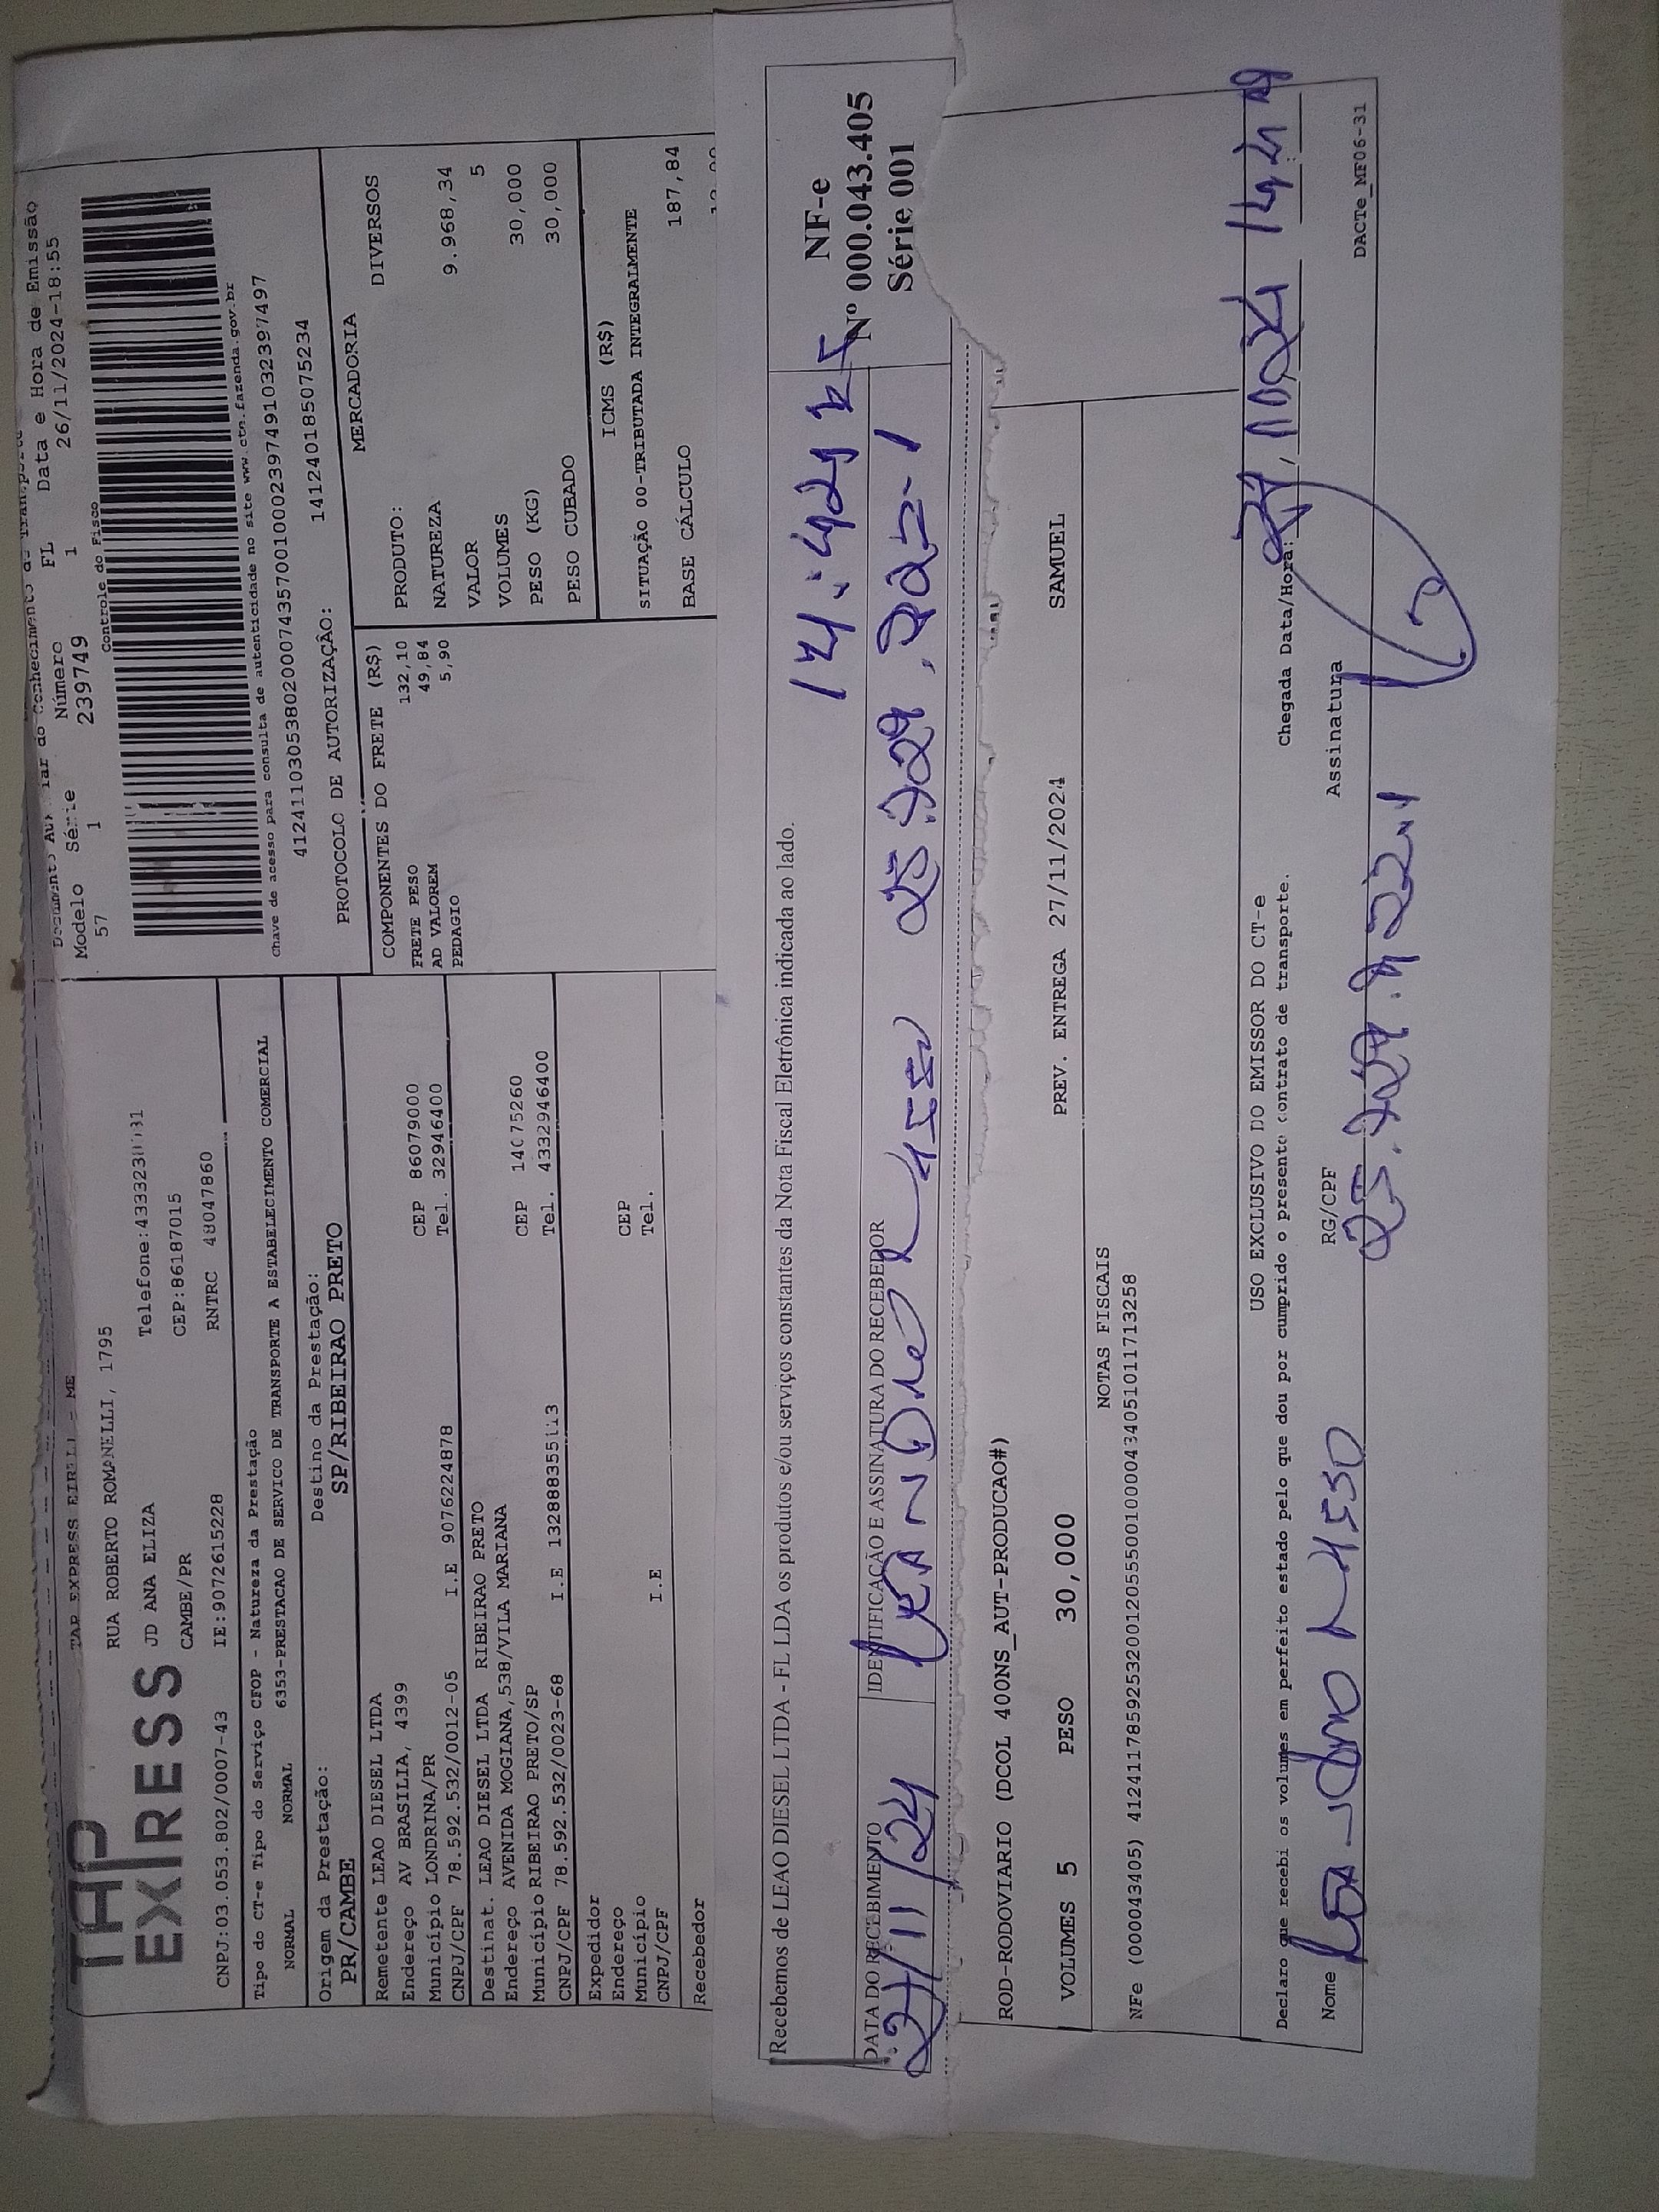 Data e Hora de Emissão
Modelo Série Número FL
57 1 239749 1 26/11/2024-18:55
Controle do Fisco
TAP EXPRESS EIRELI - ME
TAP
EXPRESS
RUA ROBERTO ROMANELLI, 1795
JD ANA ELIZA
CAMBE/PR CEP:86187015
CNPJ:03.053.802/0007-43 IE:9072615228 RNTRC 48047860
chave de acesso para consulta de autenticidade no site www.cte.fazenda.gov.br
PROTOCOLO DE AUTORIZAÇÃO: 141240185075234
Tipo do CT-e Tipo do Serviço CFOP - Natureza da Prestação
NORMAL NORMAL 6353-PRESTACAO DE SERVICO DE TRANSPORTE A ESTABELECIMENTO COMERCIAL
Origem da Prestação: Destino da Prestação:
PR/CAMBE SP/RIBEIRAO PRETO
Remetente LEAO DIESEL LTDA
Endereço AV BRASILIA, 4399 CEP 86079000
Município LONDRINA/PR Tel. 32946400
CNPJ/CPF 78.592.532/0012-05 I.E 9076224878
Destinat. LEAO DIESEL LTDA RIBEIRAO PRETO
Endereço AVENIDA MOGIANA,538/VILA MARIANA CEP 14075260
Município RIBEIRAO PRETO/SP Tel. 4332946400
CNPJ/CPF 78.592.532/0023-68 I.E
Expedidor
Endereço CEP
Município Tel.
CNPJ/CPF I.E
Recebedor
COMPONENTES DO FRETE (R$)
FRETE PESO 132,10
AD VALOREM 49,84
PEDAGIO 5,90
MERCADORIA
PRODUTO: DIVERSOS
NATUREZA
VALOR 9.968,34
VOLUMES 5
PESO (KG) 30,000
PESO CUBADO 30,000
ICMS (R$)
SITUAÇÃO 00-TRIBUTADA INTEGRALMENTE
BASE CÁLCULO 187,84
Recebemos de LEAO DIESEL LTDA - FL LDA os produtos e/ou serviços constantes da Nota Fiscal Eletrônica indicada ao lado.
NF-e
Nº 000.043.405
Série 001
DATA DO RECEBIMENTO IDENTIFICAÇÃO E ASSINATURA DO RECEBEDOR
27/11/24
ROD-RODOVIARIO (DCOL 400NS_AUT-PRODUCAO#)
VOLUMES 5 PESO 30,000 PREV. ENTREGA 27/11/2024 SAMUEL
NOTAS FISCAIS
NFe (000043405) 41241178592532001205550010000434051011713258
USO EXCLUSIVO DO EMISSOR DO CT-e
Declaro que recebi os volumes em perfeito estado pelo que dou por cumprido o presente contrato de transporte.
Chegada Data/Hora:
Nome RG/CPF Assinatura
DACTe_MF06-31